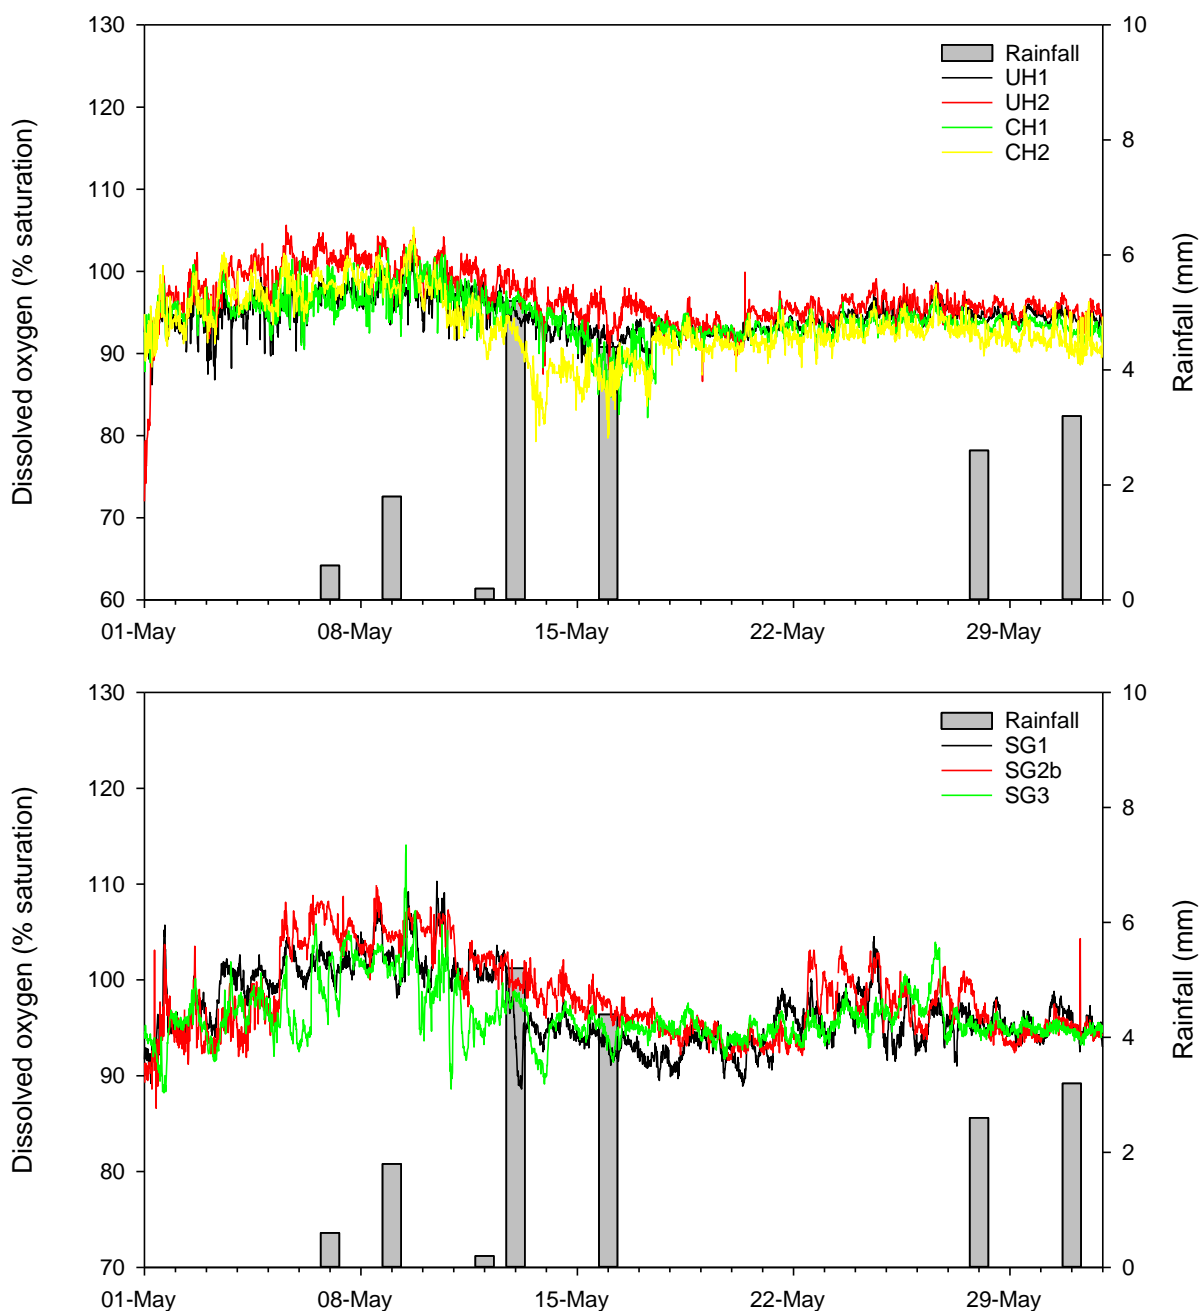 130
120
110
100
90
80
70
60
Dissolved oxygen (% saturation)
10
8
6
4
2
0
Rainfall (mm)
Rainfall
UH1
UH2
CH1
CH2
01-May
08-May
15-May
22-May
29-May
130
120
110
100
90
80
70
Dissolved oxygen (% saturation)
10
8
6
4
2
0
Rainfall (mm)
Rainfall
SG1
SG2b
SG3
01-May
08-May
15-May
22-May
29-May